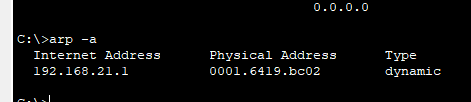 0.0.0.0
C:\>arp -a
Internet Address Physical Address Type
192.168.21.1 0001.6419.bc02 dynamic
C:\>